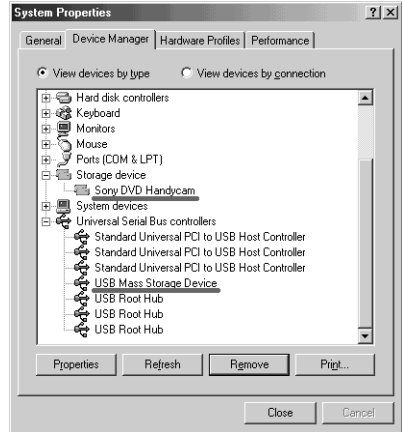 System Properties
General Device Manager Hardware Profiles Performance
View devices by type View devices by connection
Hard disk controllers
Keyboard
Monitors
Mouse
Ports (COM & LPT)
Storage device
Sony DVD Handycam
System devices
Universal Serial Bus controllers
Standard Universal PCI to USB Host Controller
Standard Universal PCI to USB Host Controller
Standard Universal PCI to USB Host Controller
USB Mass Storage Device
USB Root Hub
USB Root Hub
USB Root Hub
Properties Refresh Remove Print...
Close Cancel